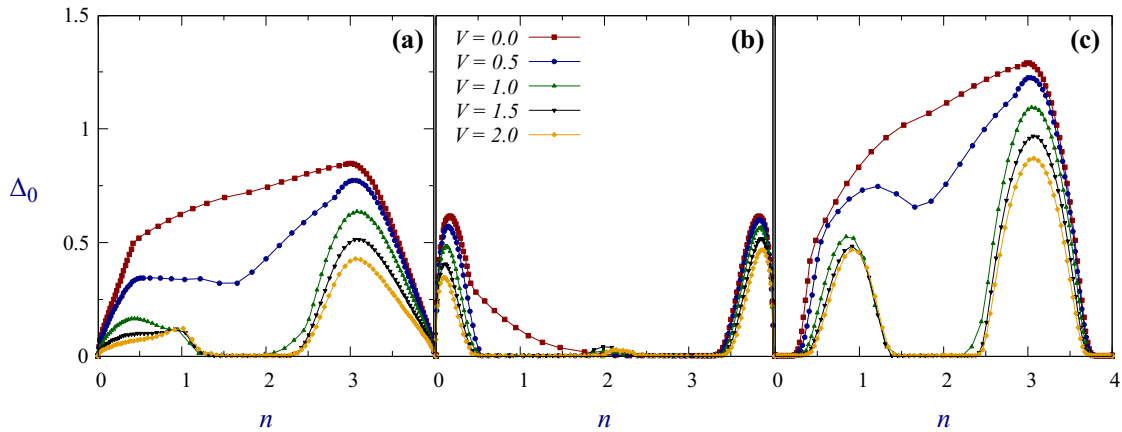 1.5
1
0.5
0
Δ0
(a)
(b)
(c)
V = 0.0
V = 0.5
V = 1.0
V = 1.5
V = 2.0
0 1 2 3 0 1 2 3 0 1 2 3 4
n n n